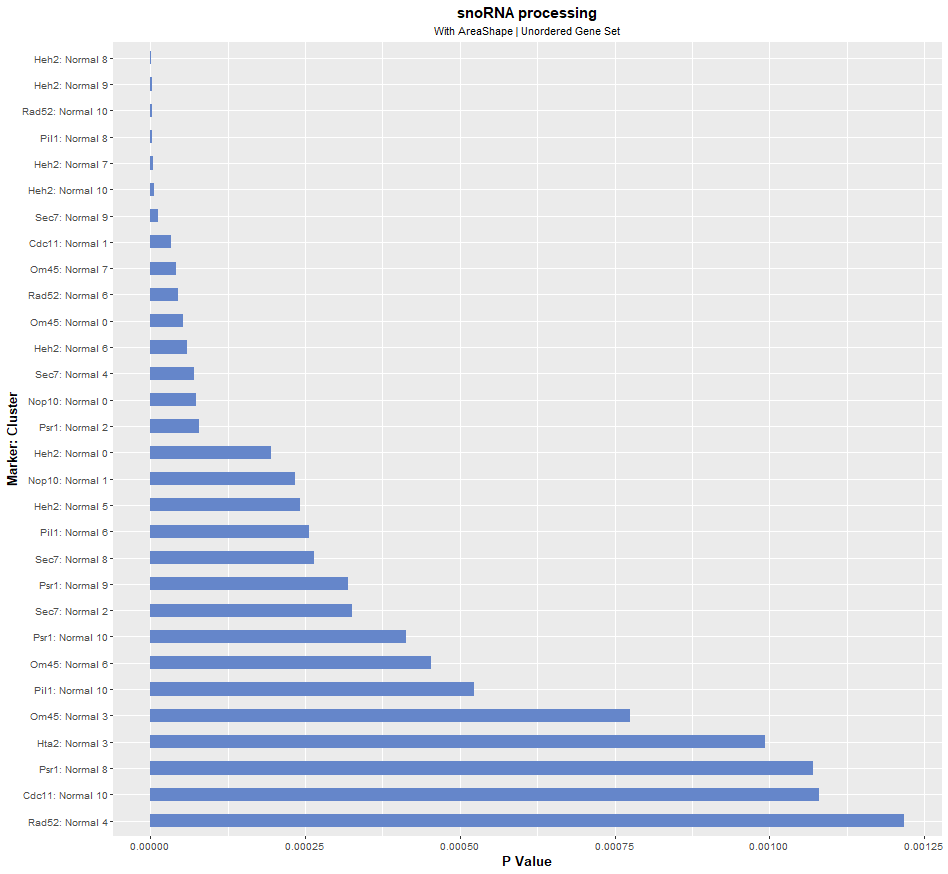 snoRNA processing
With AreaShape | Unordered Gene Set
Marker: Cluster
Heh2: Normal 8
Heh2: Normal 9
Rad52: Normal 10
Pil1: Normal 8
Heh2: Normal 7
Heh2: Normal 10
Sec7: Normal 9
Cdc11: Normal 1
Om45: Normal 7
Rad52: Normal 6
Om45: Normal 0
Heh2: Normal 6
Sec7: Normal 4
Nop10: Normal 0
Psr1: Normal 2
Heh2: Normal 0
Nop10: Normal 1
Heh2: Normal 5
Pil1: Normal 6
Sec7: Normal 8
Psr1: Normal 9
Sec7: Normal 2
Psr1: Normal 10
Om45: Normal 6
Pil1: Normal 10
Om45: Normal 3
Hta2: Normal 3
Psr1: Normal 8
Cdc11: Normal 10
Rad52: Normal 4
0.00000 0.00025 0.00050 0.00075 0.00100 0.00125
P Value